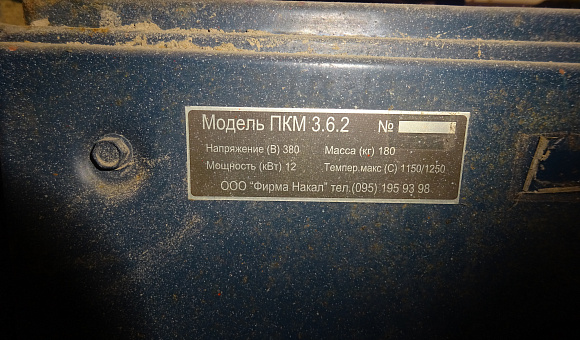 Модель ПКМ 3.6.2 №
Напряжение (В) 380 Масса (кг) 180
Мощность (кВт) 12 Темпер.макс (С) 1150/1250
ООО "Фирма Накал" тел.(095) 195 93 98